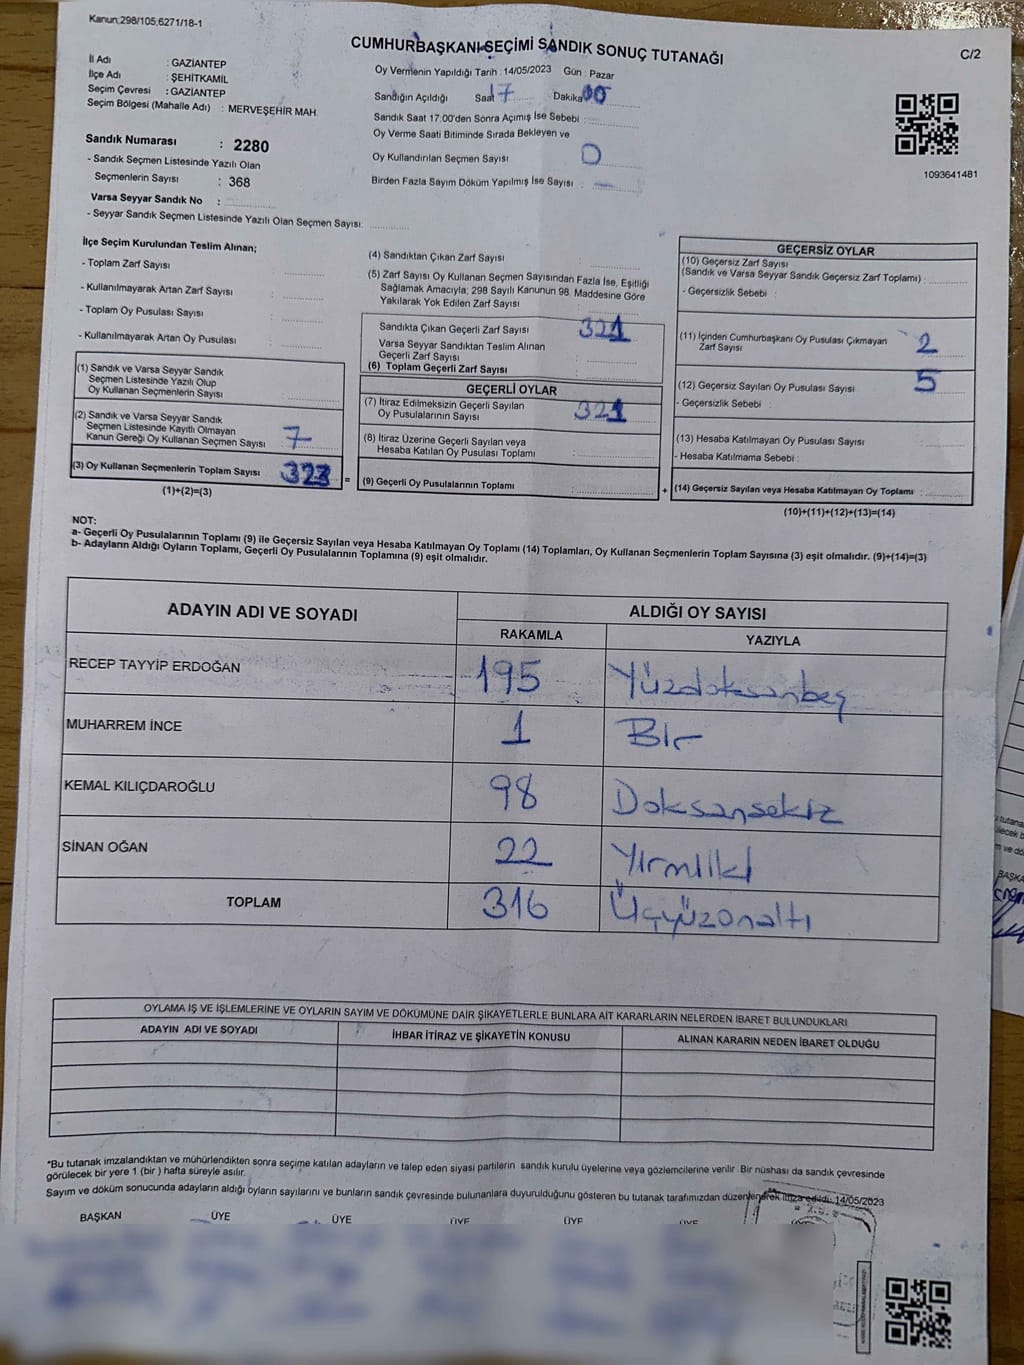 Kanun;298/105;6271/18-1
CUMHURBAŞKANI SEÇİMİ SANDIK SONUÇ TUTANAĞI
C/2
İl Adı : GAZİANTEP
İlçe Adı : ŞEHİTKAMİL
Seçim Çevresi : GAZİANTEP
Seçim Bölgesi (Mahalle Adı) : MERVEŞEHİR MAH.
Sandık Numarası : 2280
- Sandık Seçmen Listesinde Yazılı Olan
Seçmenlerin Sayısı : 368
Varsa Seyyar Sandık No :
- Seyyar Sandık Seçmen Listesinde Yazılı Olan Seçmen Sayısı:
Oy Vermenin Yapıldığı Tarih : 14/05/2023 Gün : Pazar
Sandığın Açıldığı Saat 17 Dakika 00
Sandık Saat 17.00'den Sonra Açmış İse Sebebi :
Oy Verme Saati Bitiminde Sırada Bekleyen ve
Oy Kullandırılan Seçmen Sayısı 0
Birden Fazla Sayım Döküm Yapılmış İse Sayısı : —
1093641481
İlçe Seçim Kurulundan Teslim Alınan;
- Toplam Zarf Sayısı
- Kullanılmayarak Artan Zarf Sayısı
- Toplam Oy Pusulası Sayısı
- Kullanılmayarak Artan Oy Pusulası
(1) Sandık ve Varsa Seyyar Sandık
Seçmen Listesinde Yazılı Olup
Oy Kullanan Seçmenlerin Sayısı :
(2) Sandık ve Varsa Seyyar Sandık
Seçmen Listesinde Kayıtlı Olmayan
Kanun Gereği Oy Kullanan Seçmen Sayısı : 7
(3) Oy Kullanan Seçmenlerin Toplam Sayısı 323
(1)+(2)=(3)
=
(4) Sandıktan Çıkan Zarf Sayısı :
(5) Zarf Sayısı Oy Kullanan Seçmen Sayısından Fazla İse, Eşitliği
Sağlamak Amacıyla; 298 Sayılı Kanunun 98. Maddesine Göre
Yakılarak Yok Edilen Zarf Sayısı
Sandıkta Çıkan Geçerli Zarf Sayısı : 321
Varsa Seyyar Sandıktan Teslim Alınan
Geçerli Zarf Sayısı
(6) Toplam Geçerli Zarf Sayısı
GEÇERLİ OYLAR
(7) İtiraz Edilmeksizin Geçerli Sayılan
Oy Pusulalarının Sayısı : 321
(8) İtiraz Üzerine Geçerli Sayılan veya
Hesaba Katılan Oy Pusulası Toplamı
(9) Geçerli Oy Pusulalarının Toplamı
+
GEÇERSİZ OYLAR
(10) Geçersiz Zarf Sayısı
(Sandık ve Varsa Seyyar Sandık Geçersiz Zarf Toplamı) :
- Geçersizlik Sebebi :
(11) İçinden Cumhurbaşkanı Oy Pusulası Çıkmayan
Zarf Sayısı 2
(12) Geçersiz Sayılan Oy Pusulası Sayısı 5
- Geçersizlik Sebebi :
(13) Hesaba Katılmayan Oy Pusulası Sayısı :
- Hesaba Katılmama Sebebi :
(14) Geçersiz Sayılan veya Hesaba Katılmayan Oy Toplamı :
(10)+(11)+(12)+(13)=(14)
NOT:
a- Geçerli Oy Pusulalarının Toplamı (9) ile Geçersiz Sayılan veya Hesaba Katılmayan Oy Toplamı (14) Toplamları, Oy Kullanan Seçmenlerin Toplam Sayısına (3) eşit olmalıdır. (9)+(14)=(3)
b- Adayların Aldığı Oyların Toplamı, Geçerli Oy Pusulalarının Toplamına (9) eşit olmalıdır.
ADAYIN ADI VE SOYADI ALDIĞI OY SAYISI
RAKAMLA YAZIYLA
RECEP TAYYİP ERDOĞAN 195 Yüzdoksanbeş
MUHARREM İNCE 1 Bir
KEMAL KILIÇDAROĞLU 98 Doksansekiz
SİNAN OĞAN 22 Yirmiiki
TOPLAM 316 Üçyüzonaltı
OYLAMA İŞ VE İŞLEMLERİNE VE OYLARIN SAYIM VE DÖKÜMÜNE DAİR ŞİKAYETLERLE BUNLARA AİT KARARLARIN NELERDEN İBARET BULUNDUKLARI
ADAYIN ADI VE SOYADI İHBAR İTİRAZ VE ŞİKAYETİN KONUSU ALINAN KARARIN NEDEN İBARET OLDUĞU
*Bu tutanak imzalandıktan ve mühürlendikten sonra seçime katılan adayların ve talep eden siyasi partilerin sandık kurulu üyelerine veya gözlemcilerine verilir. Bir nüshası da sandık çevresinde
görülecek bir yere 1 (bir) hafta süreyle asılır.
Sayım ve döküm sonucunda adayların aldığı oyların sayılarını ve bunların sandık çevresinde bulunanlara duyurulduğunu gösteren bu tutanak tarafımızdan düzenlenerek imza edildi. 14/05/2023
BAŞKAN ÜYE ÜYE ÜYE ÜYE ÜYE